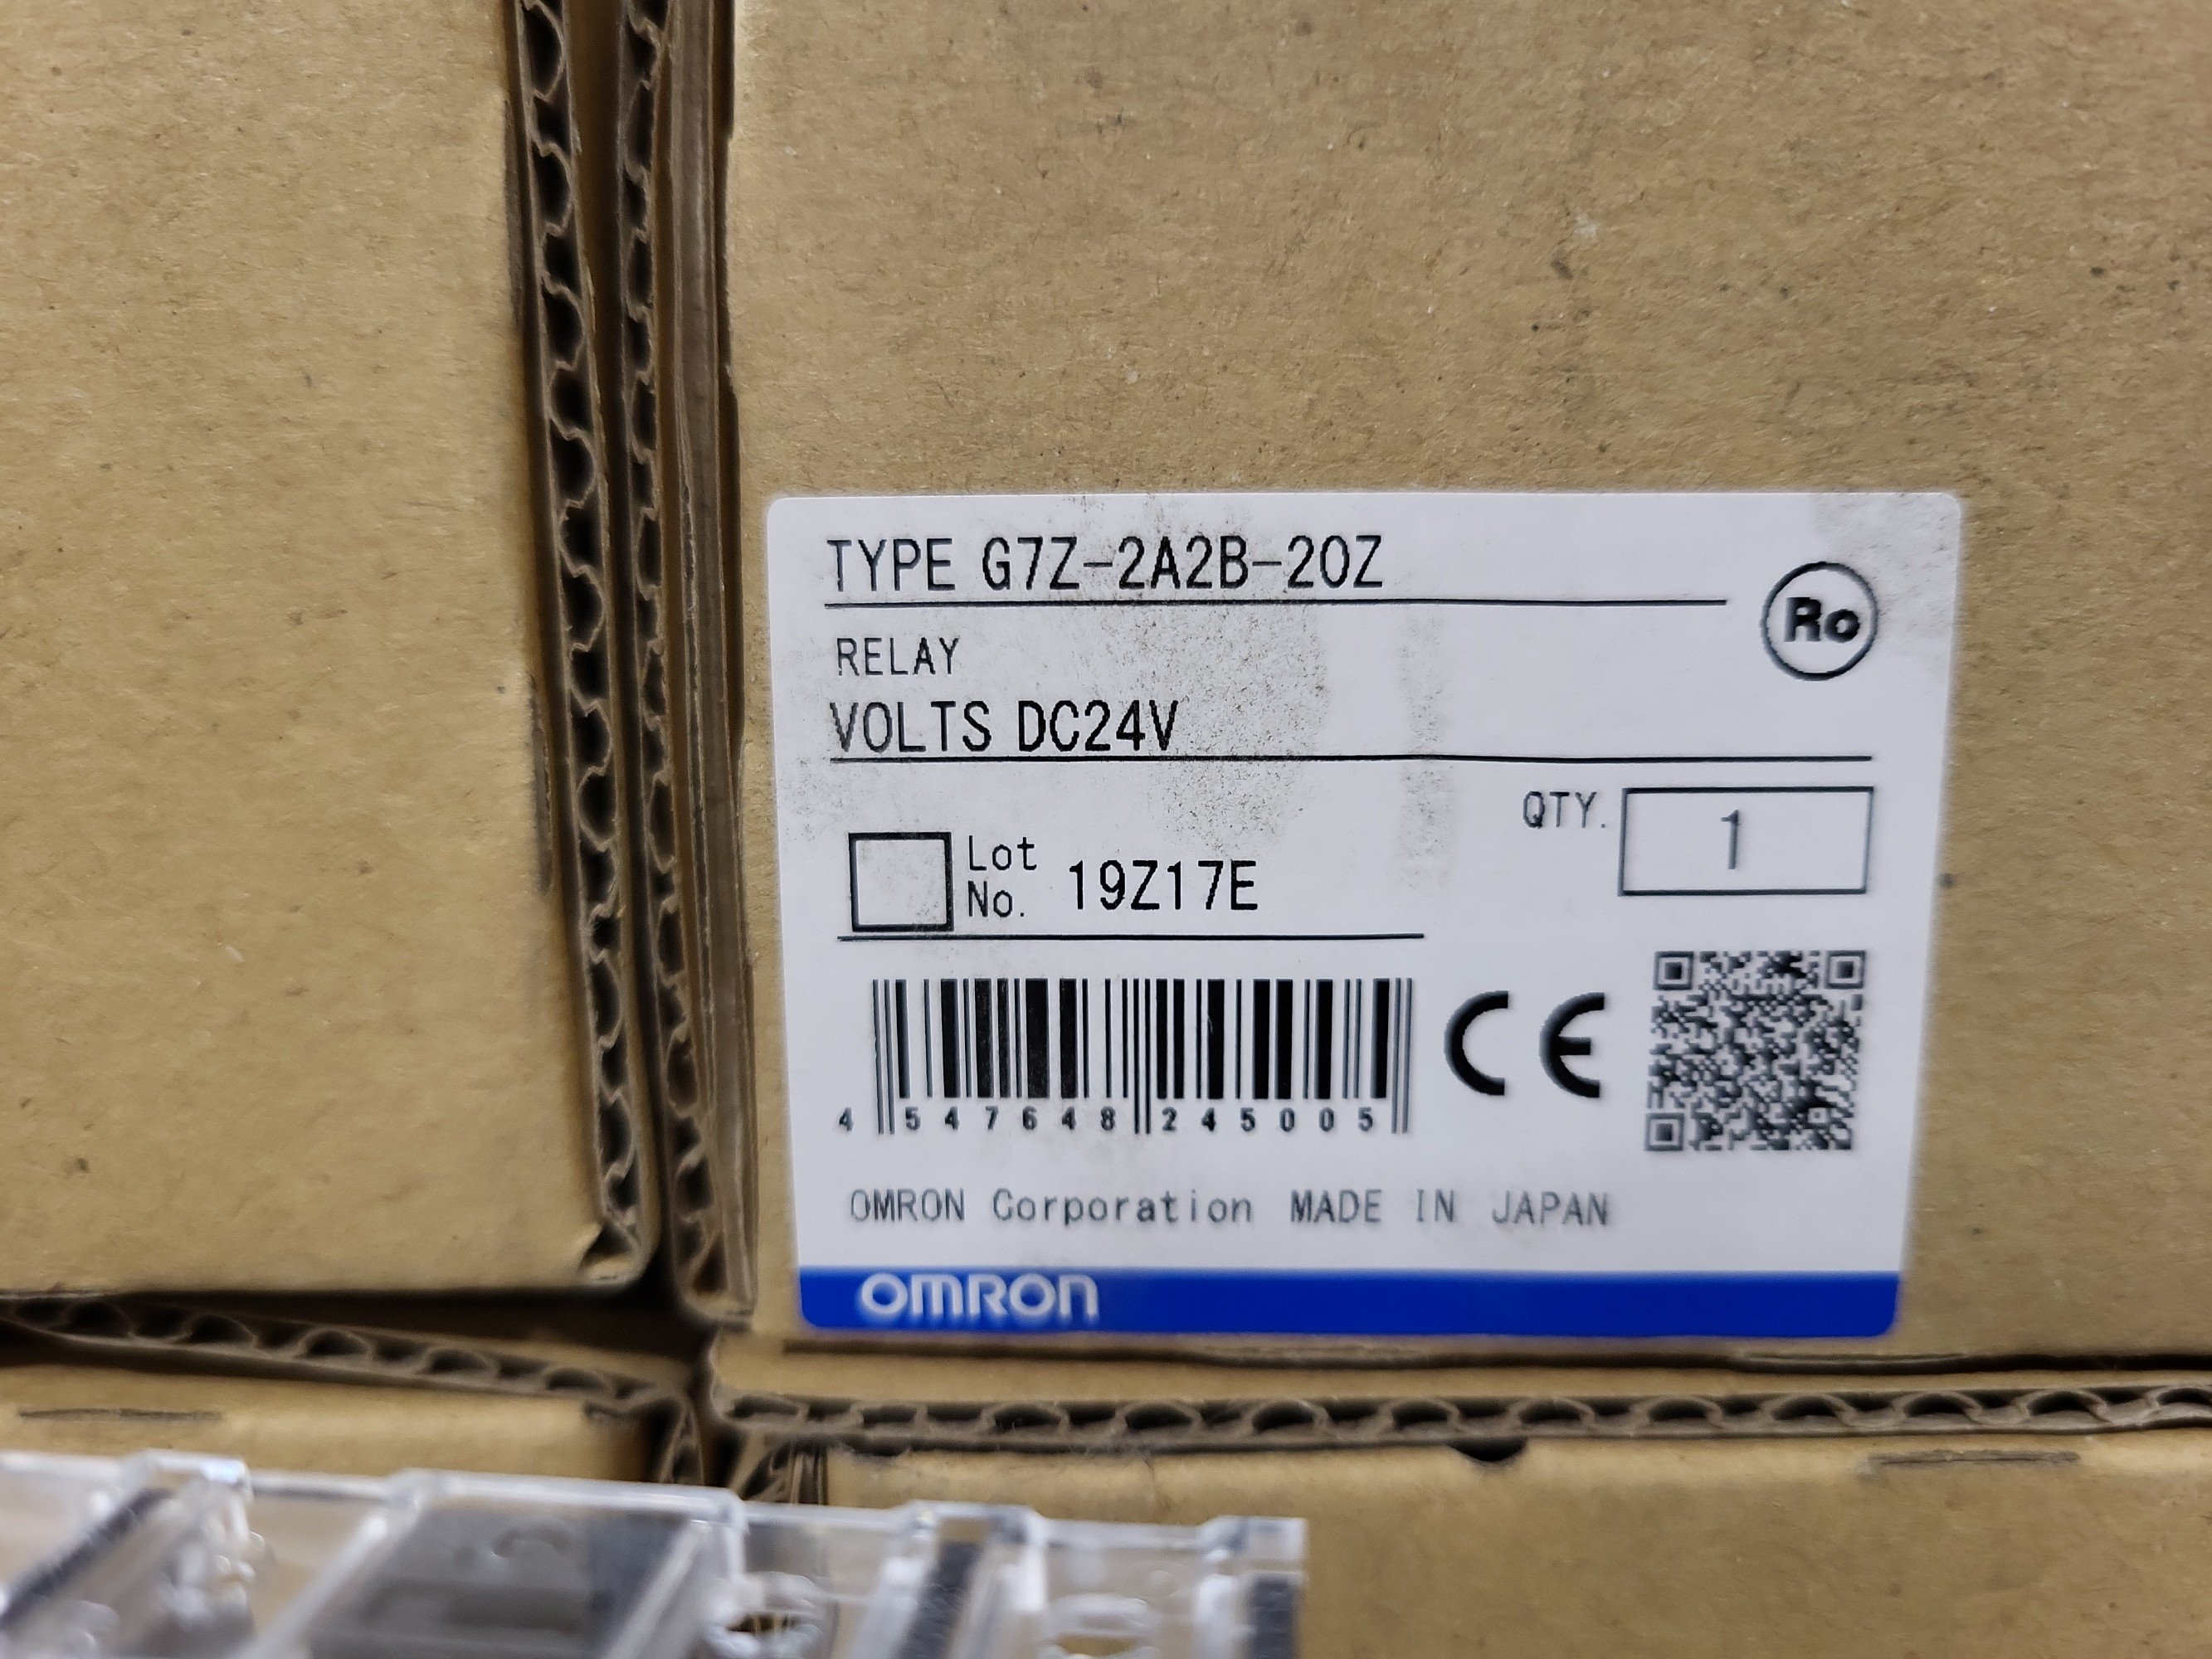 TYPE G7Z-2A2B-20Z
Ro
RELAY
VOLTS DC24V
QTY. 1
Lot No. 19Z17E
4 547648 245005
CE
OMRON Corporation MADE IN JAPAN
OMRON